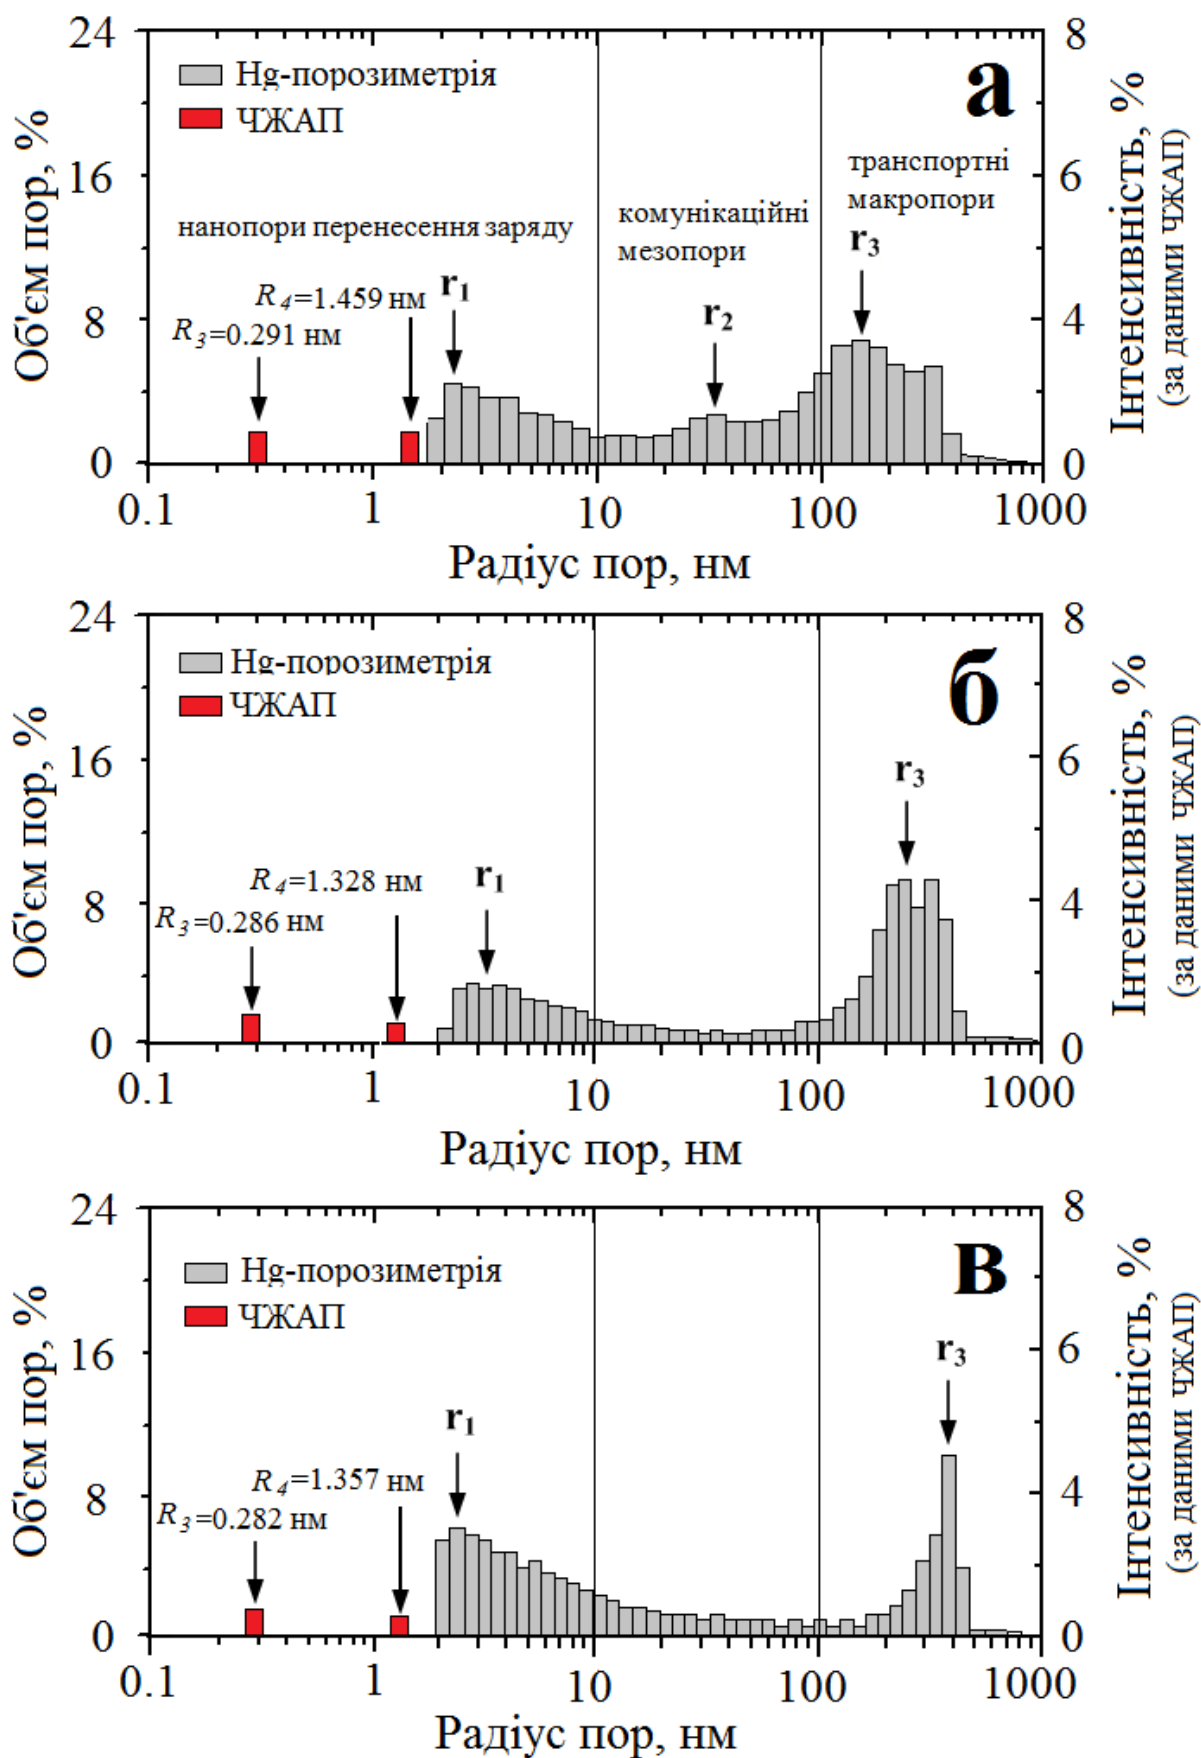 24
16
8
0
Об'єм пор, %
Hg-порозиметрія
ЧЖАП
а
нанопори перенесення заряду
комунікаційні
мезопори
транспортні
макропори
R₃=0.291 нм
R₄=1.459 нм
r₁
r₂
r₃
8
6
4
2
0
Інтенсивність, %
(за даними ЧЖАП)
0.1
1
10
100
1000
Радіус пор, нм
24
16
8
0
Об'єм пор, %
Hg-порозиметрія
ЧЖАП
б
R₃=0.286 нм
R₄=1.328 нм
r₁
r₃
8
6
4
2
0
Інтенсивність, %
(за даними ЧЖАП)
0.1
1
10
100
1000
Радіус пор, нм
24
16
8
0
Об'єм пор, %
Hg-порозиметрія
ЧЖАП
в
R₃=0.282 нм
R₄=1.357 нм
r₁
r₃
8
6
4
2
0
Інтенсивність, %
(за даними ЧЖАП)
0.1
1
10
100
1000
Радіус пор, нм